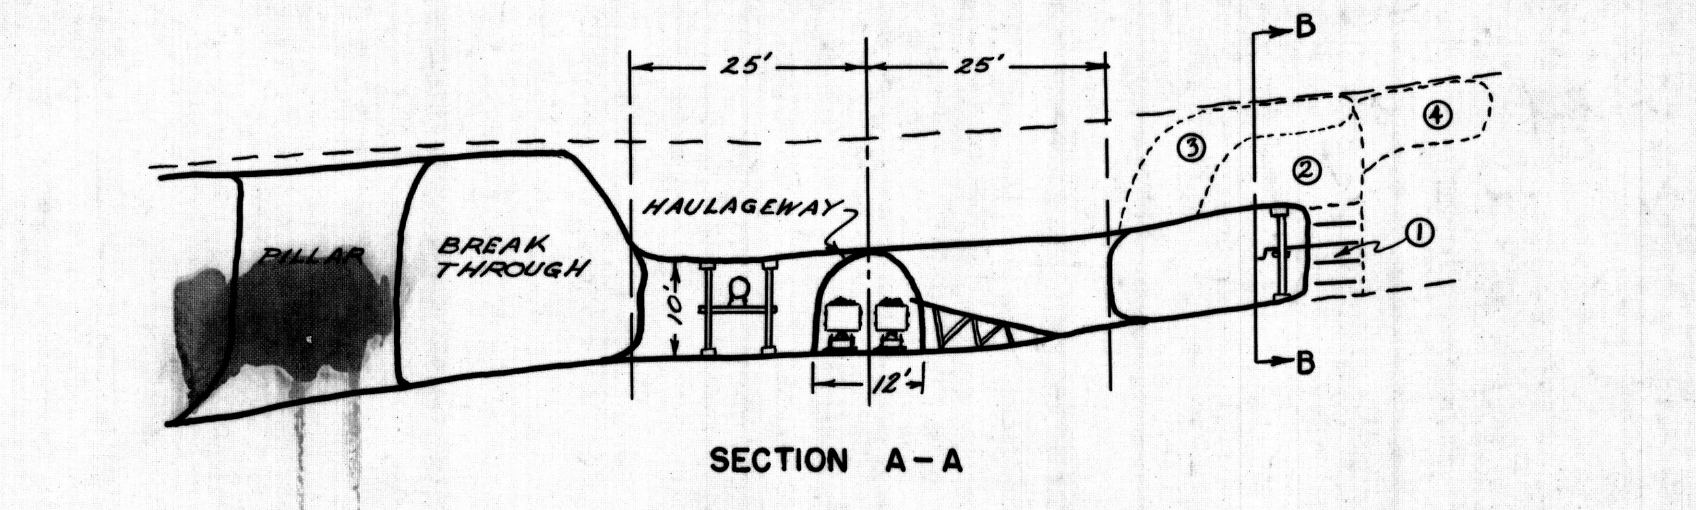 B
25'
25'
④
③
②
HAULAGEWAY
①
PILLAR
BREAK
THROUGH
10'
B
12'
SECTION A-A